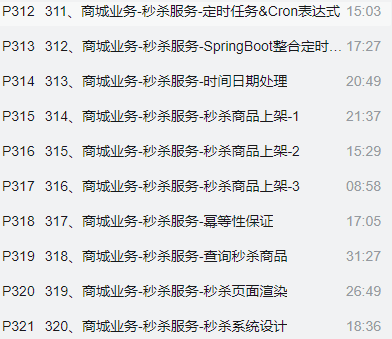 P312 311、商城业务-秒杀服务-定时任务&Cron表达式 15:03
P313 312、商城业务-秒杀服务-SpringBoot整合定时... 17:27
P314 313、商城业务-秒杀服务-时间日期处理 20:49
P315 314、商城业务-秒杀服务-秒杀商品上架-1 21:37
P316 315、商城业务-秒杀服务-秒杀商品上架-2 15:29
P317 316、商城业务-秒杀服务-秒杀商品上架-3 08:58
P318 317、商城业务-秒杀服务-幂等性保证 17:05
P319 318、商城业务-秒杀服务-查询秒杀商品 31:27
P320 319、商城业务-秒杀服务-秒杀页面渲染 26:49
P321 320、商城业务-秒杀服务-秒杀系统设计 18:36